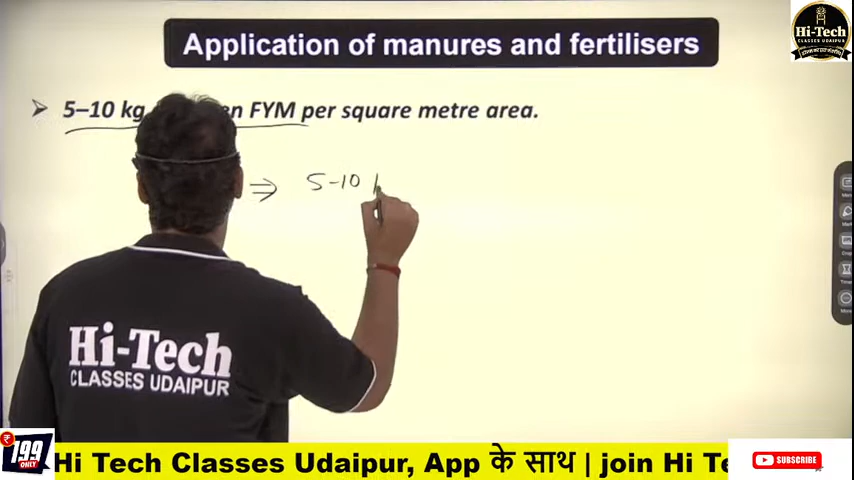 Application of manures and fertilisers
Hi-Tech
CLASSES UDAIPUR
5–10 kg FYM per square metre area.
⇒ 5-10
Hi-Tech
CLASSES UDAIPUR
₹
199
ONLY
Hi Tech Classes Udaipur, App के साथ | join Hi Te
SUBSCRIBE